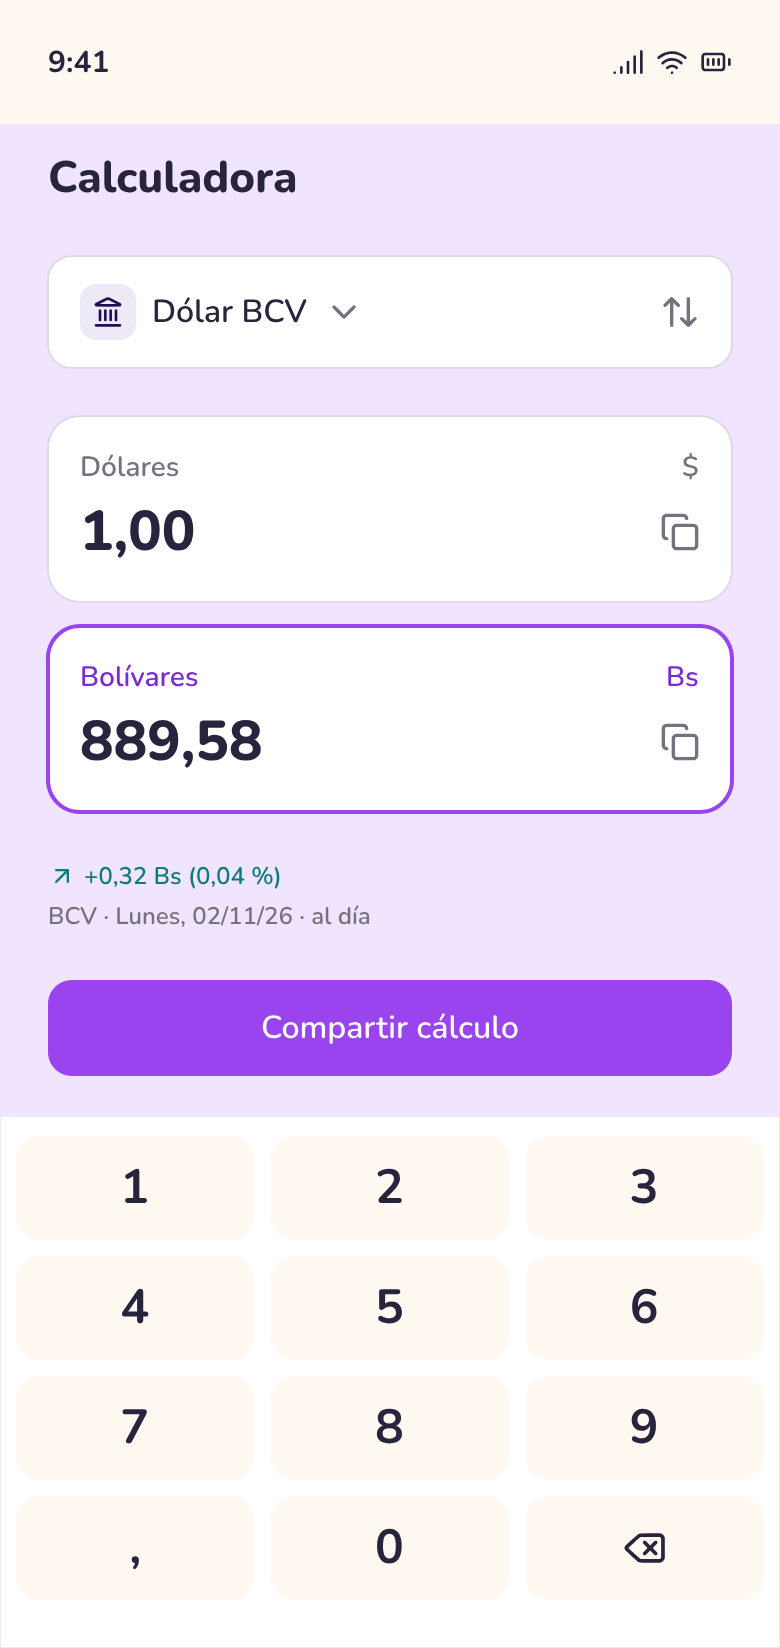 9:41
Calculadora
Dólar BCV
Dólares $
1,00
Bolívares Bs
889,58
+0,32 Bs (0,04 %)
BCV · Lunes, 02/11/26 · al día
Compartir cálculo
1 2 3
4 5 6
7 8 9
, 0